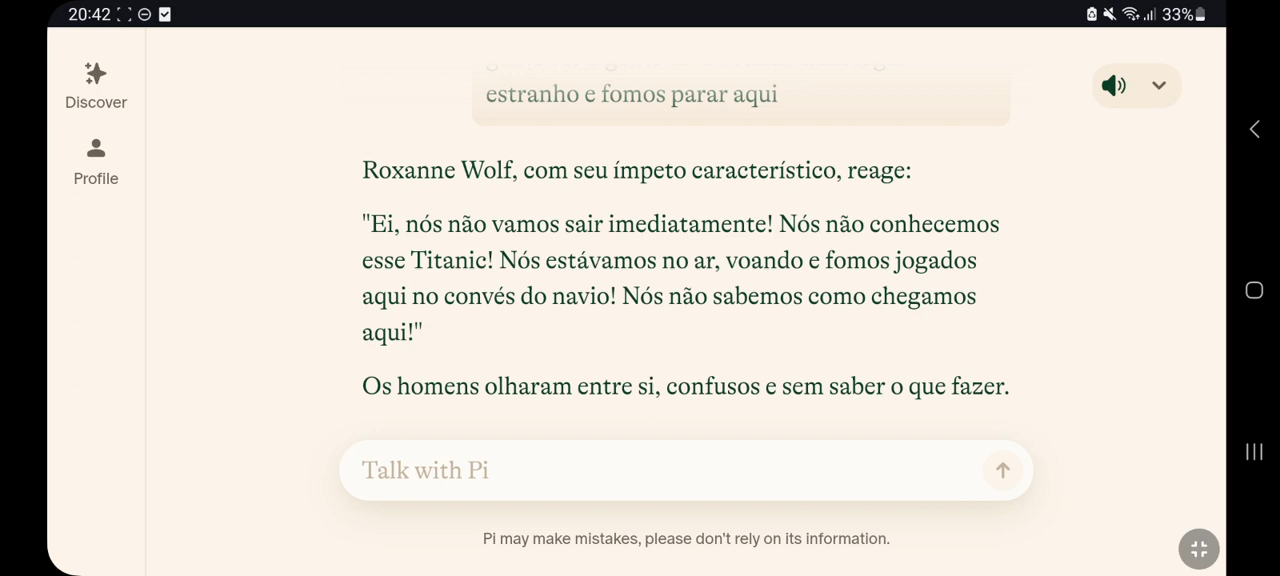 20:42
33%
Discover
Profile
estranho e fomos parar aqui
Roxanne Wolf, com seu ímpeto característico, reage:
"Ei, nós não vamos sair imediatamente! Nós não conhecemos
esse Titanic! Nós estávamos no ar, voando e fomos jogados
aqui no convés do navio! Nós não sabemos como chegamos
aqui!"
Os homens olharam entre si, confusos e sem saber o que fazer.
Talk with Pi
Pi may make mistakes, please don't rely on its information.